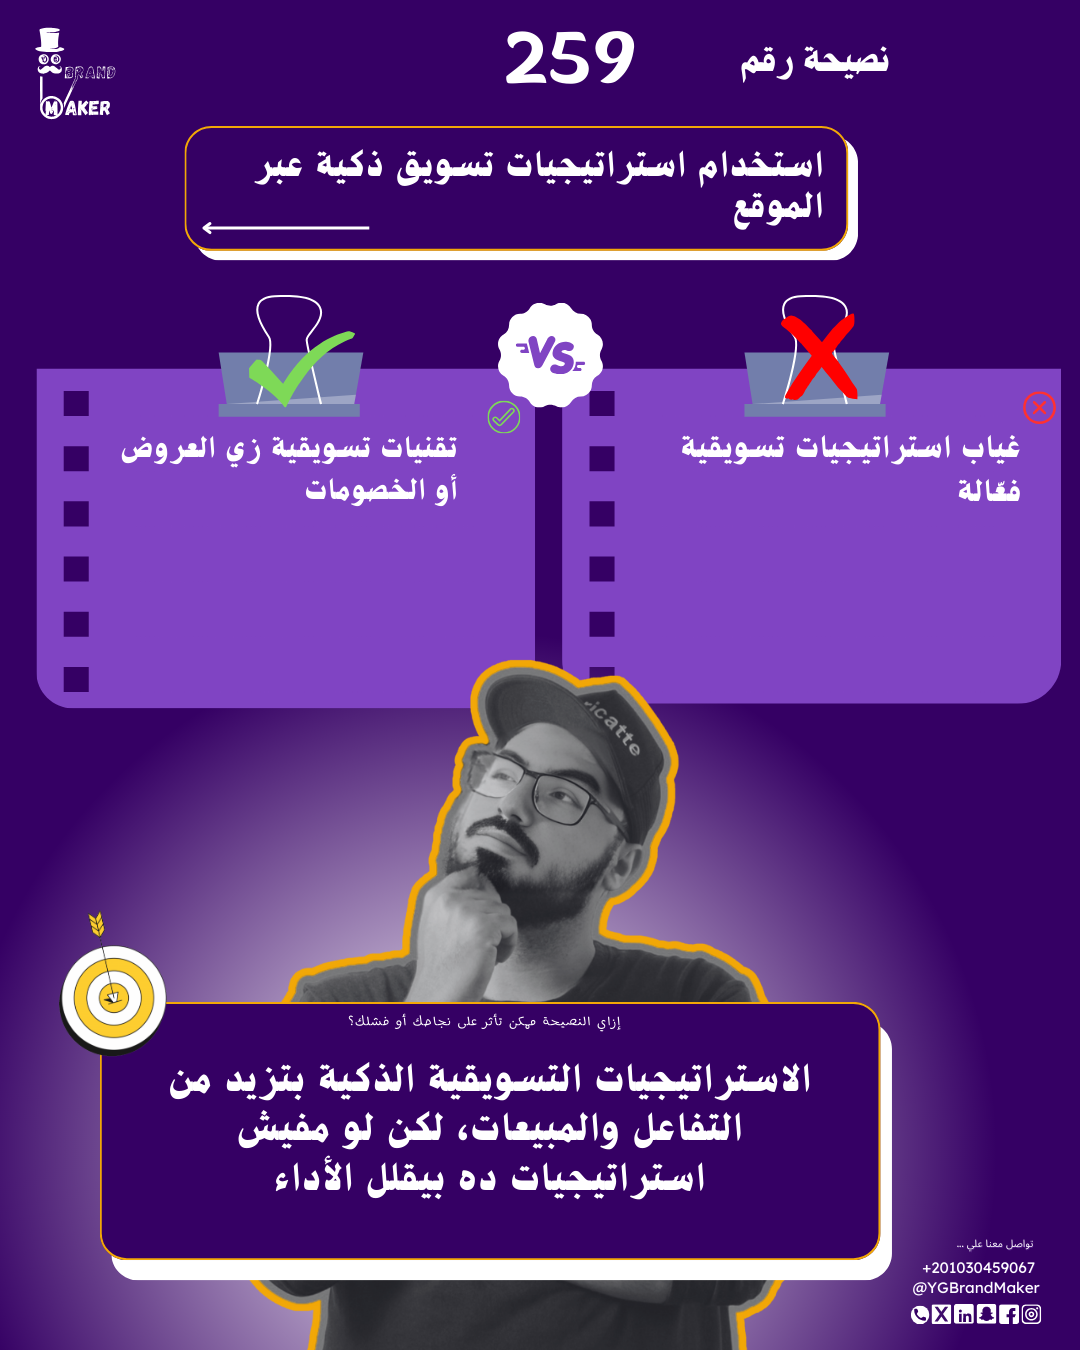 BRAND
MAKER
نصيحة رقم 259
استخدام استراتيجيات تسويق ذكية عبر
الموقع
VS
غياب استراتيجيات تسويقية
فعّالة
تقنيات تسويقية زي العروض
أو الخصومات
icatte
إزاي النصيحة ممكن تأثر على نجاحك أو فشلك؟
الاستراتيجيات التسويقية الذكية بتزيد من
التفاعل والمبيعات، لكن لو مفيش
استراتيجيات ده بيقلل الأداء
تواصل معنا علي ...
+201030459067
@YGBrandMaker